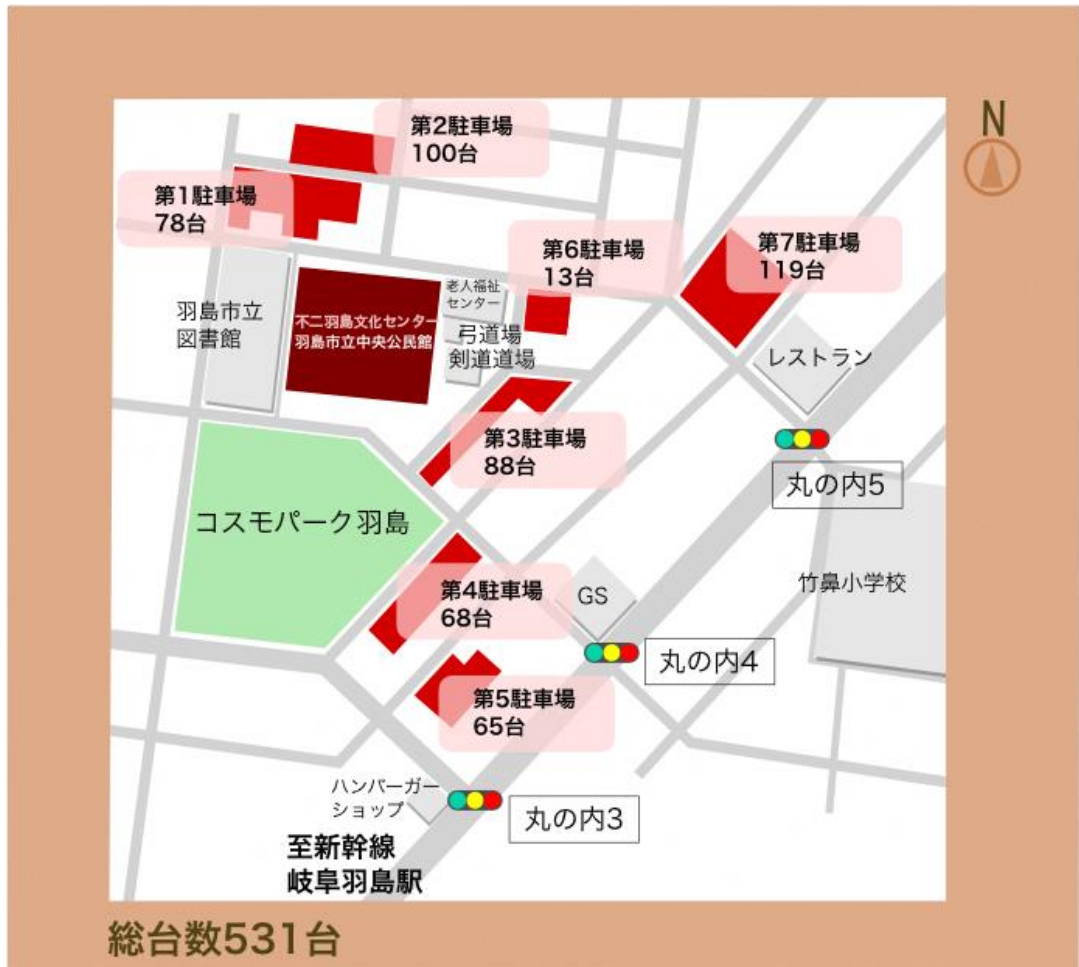 N
第2駐車場
100台
第1駐車場
78台
第6駐車場
13台
第7駐車場
119台
老人福祉
センター
羽島市立
図書館
不二羽島文化センター
羽島市立中央公民館
弓道場
剣道道場
レストラン
第3駐車場
88台
丸の内5
コスモパーク羽島
第4駐車場
68台
GS
竹鼻小学校
丸の内4
第5駐車場
65台
ハンバーガー
ショップ
丸の内3
至新幹線
岐阜羽島駅
総台数531台